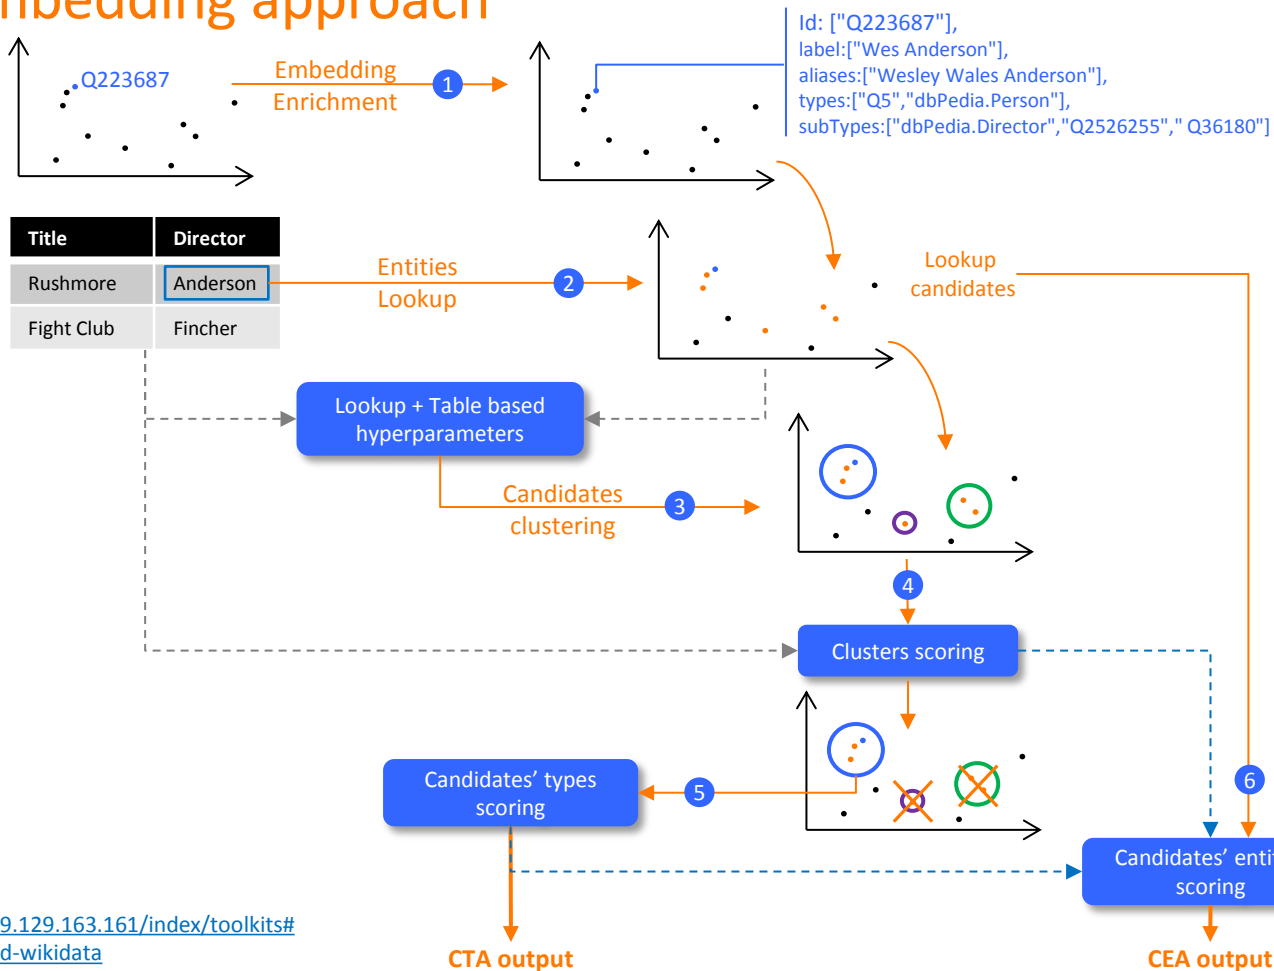 mbedding approach
Id: ["Q223687"],
label:["Wes Anderson"],
aliases:["Wesley Wales Anderson"],
types:["Q5","dbPedia.Person"],
subTypes:["dbPedia.Director","Q2526255"," Q36180"]
Q223687
Embedding
Enrichment
1
Title Director
Rushmore Anderson
Fight Club Fincher
Entities
Lookup
2
Lookup
candidates
Lookup + Table based
hyperparameters
Candidates
clustering
3
4
Clusters scoring
Candidates' types
scoring
5
6
Candidates' entit
scoring
9.129.163.161/index/toolkits#
d-wikidata
CTA output
CEA output